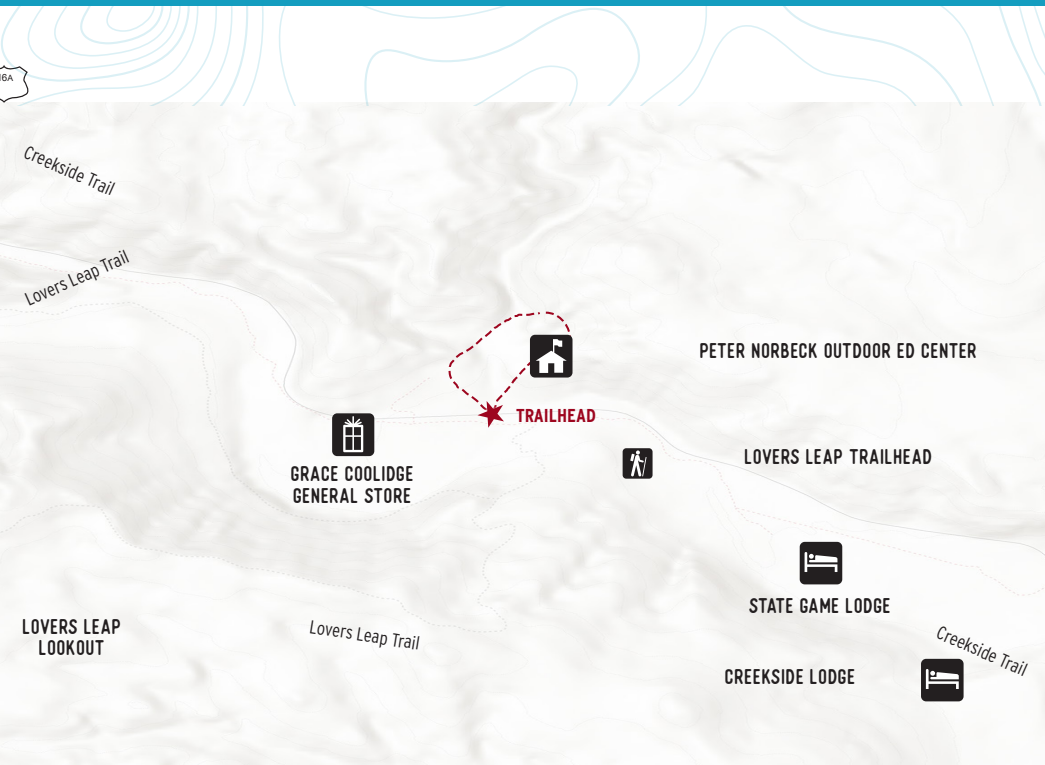 16A
Creekside Trail
Lovers Leap Trail
PETER NORBECK OUTDOOR ED CENTER
TRAILHEAD
LOVERS LEAP TRAILHEAD
GRACE COOLIDGE
GENERAL STORE
STATE GAME LODGE
LOVERS LEAP
LOOKOUT
Lovers Leap Trail
Creekside Trail
CREEKSIDE LODGE